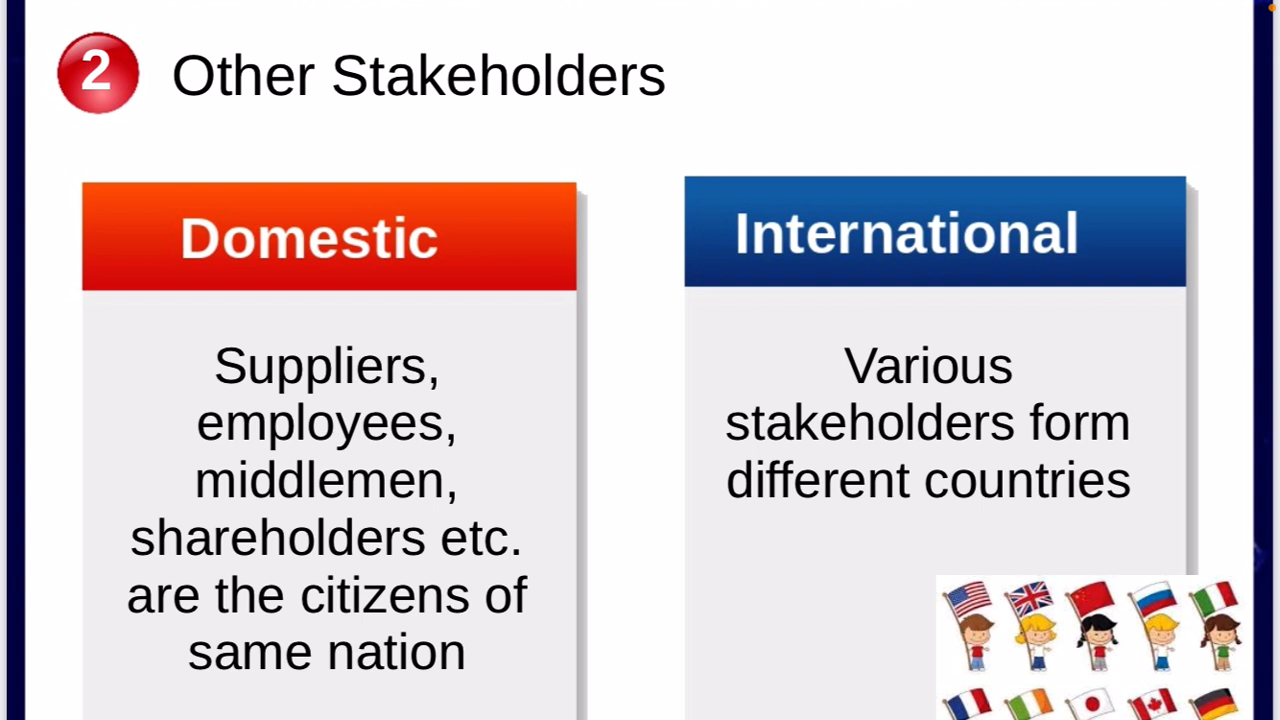 2
Other Stakeholders
Domestic
Suppliers,
employees,
middlemen,
shareholders etc.
are the citizens of
same nation
International
Various
stakeholders form
different countries